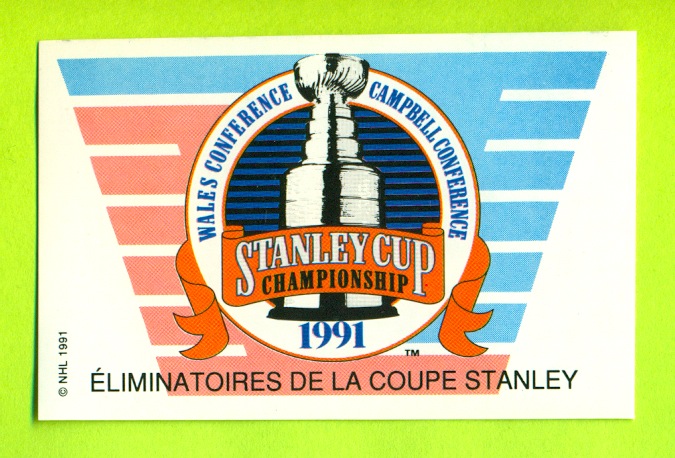 WALES CONFERENCE
CAMPBELL CONFERENCE
STANLEY CUP
CHAMPIONSHIP
1991
TM
© NHL 1991
ÉLIMINATOIRES DE LA COUPE STANLEY